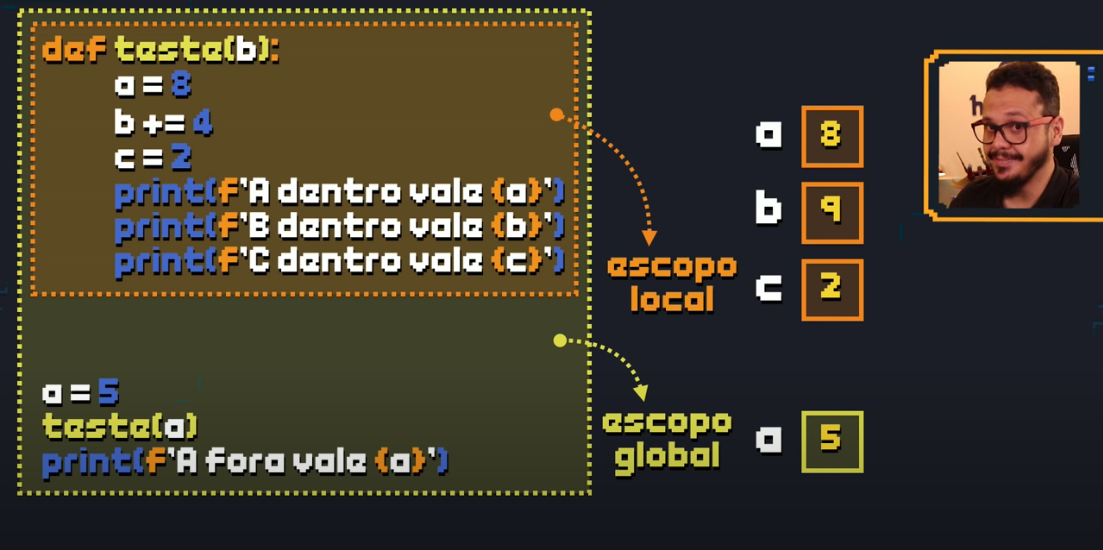 def teste(b):
a = 8
b += 4
c = 2
print(f'A dentro vale {a}')
print(f'B dentro vale {b}')
print(f'C dentro vale {c}')
a = 5
teste(a)
print(f'A fora vale {a}')
escopo
local
escopo
global
a 8
b 9
c 2
a 5